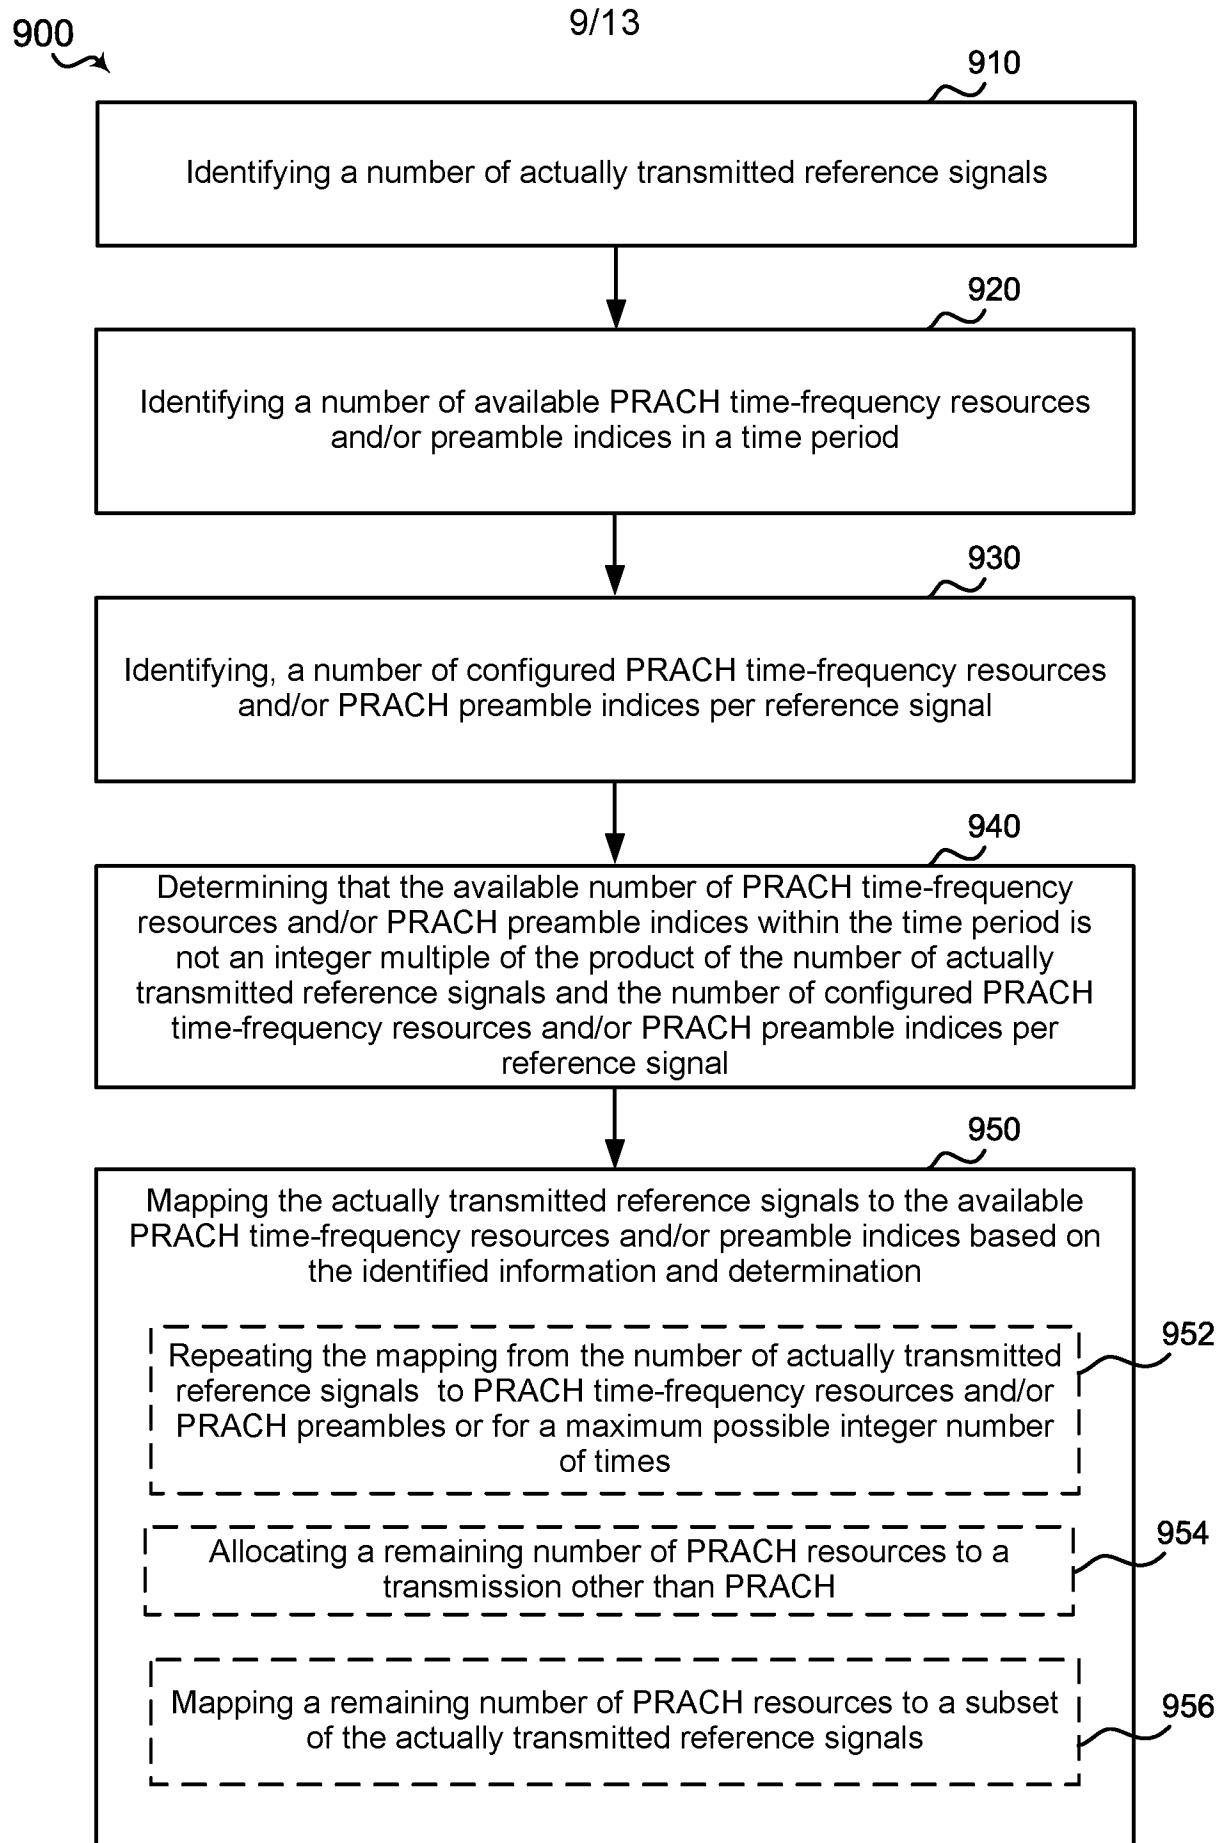 9/13
900
910
Identifying a number of actually transmitted reference signals
920
Identifying a number of available PRACH time-frequency resources
and/or preamble indices in a time period
930
Identifying, a number of configured PRACH time-frequency resources
and/or PRACH preamble indices per reference signal
940
Determining that the available number of PRACH time-frequency
resources and/or PRACH preamble indices within the time period is
not an integer multiple of the product of the number of actually
transmitted reference signals and the number of configured PRACH
time-frequency resources and/or PRACH preamble indices per
reference signal
950
Mapping the actually transmitted reference signals to the available
PRACH time-frequency resources and/or preamble indices based on
the identified information and determination
952
Repeating the mapping from the number of actually transmitted
reference signals to PRACH time-frequency resources and/or
PRACH preambles or for a maximum possible integer number
of times
954
Allocating a remaining number of PRACH resources to a
transmission other than PRACH
956
Mapping a remaining number of PRACH resources to a subset
of the actually transmitted reference signals